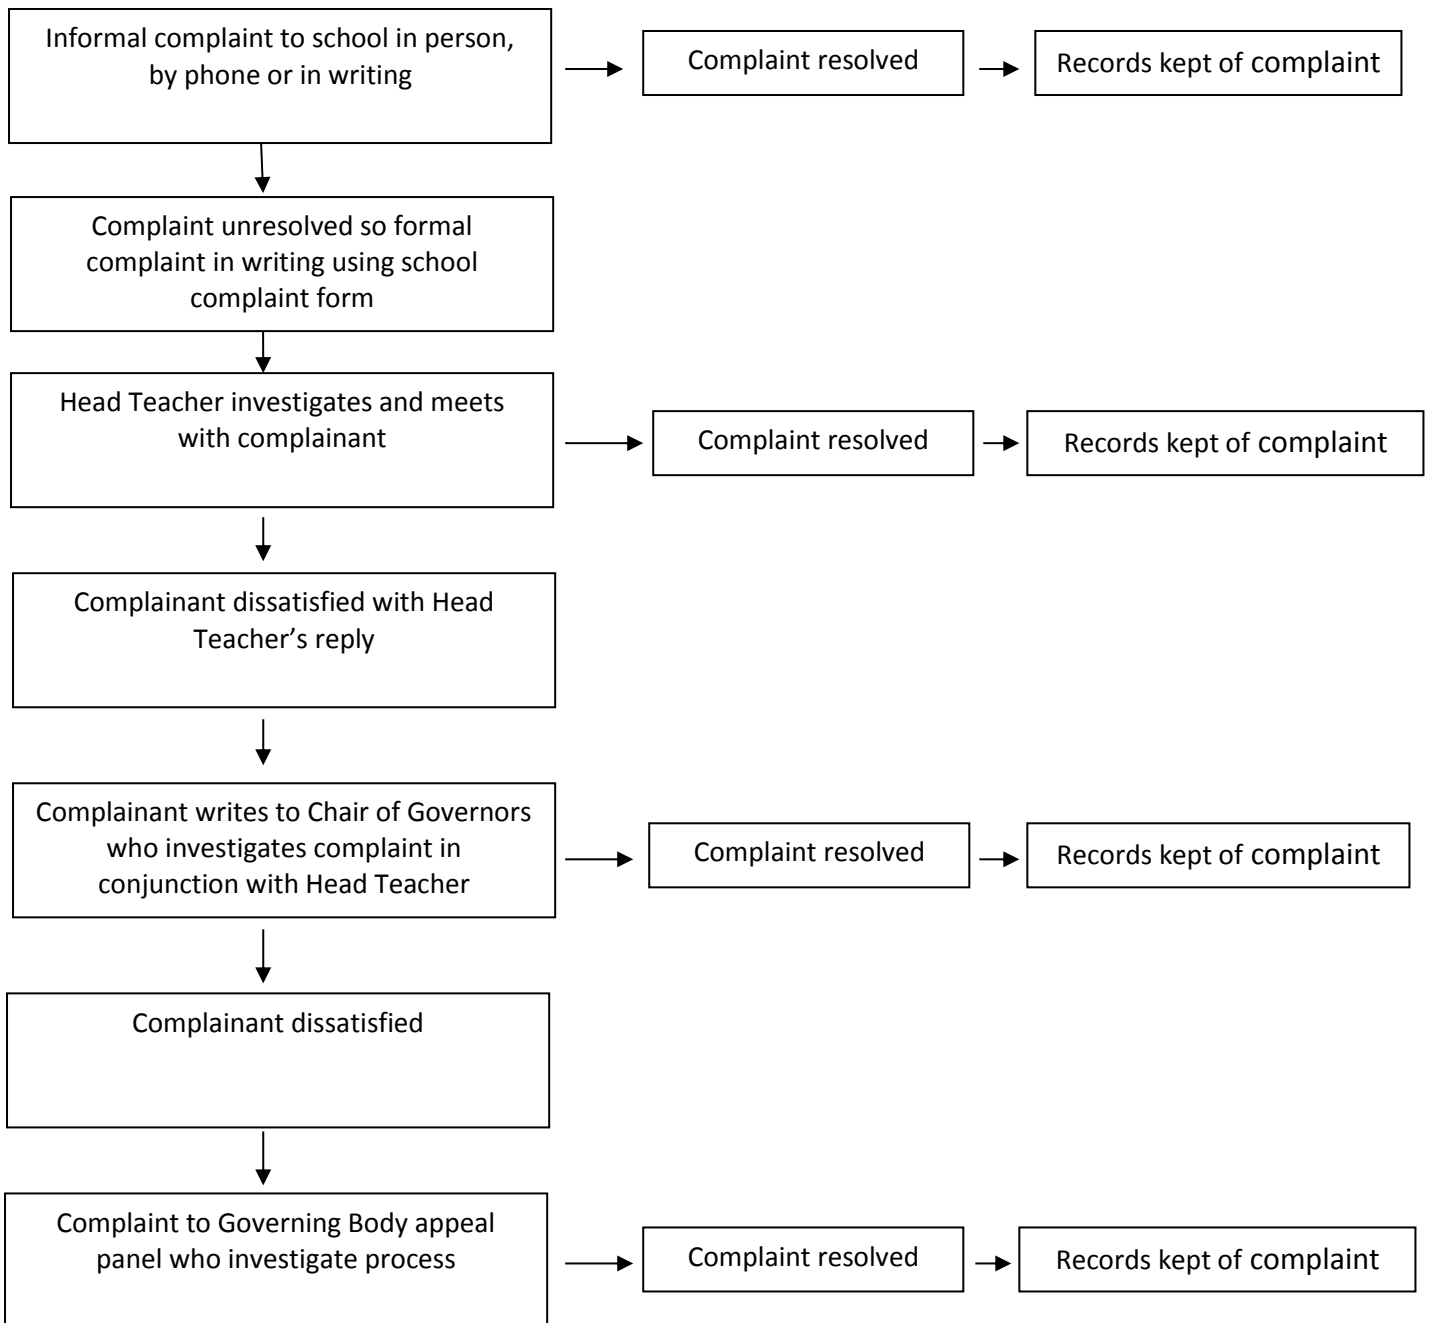 Informal complaint to school in person,
by phone or in writing
Complaint resolved
Records kept of complaint
Complaint unresolved so formal
complaint in writing using school
complaint form
Head Teacher investigates and meets
with complainant
Complaint resolved
Records kept of complaint
Complainant dissatisfied with Head
Teacher’s reply
Complainant writes to Chair of Governors
who investigates complaint in
conjunction with Head Teacher
Complaint resolved
Records kept of complaint
Complainant dissatisfied
Complaint to Governing Body appeal
panel who investigate process
Complaint resolved
Records kept of complaint